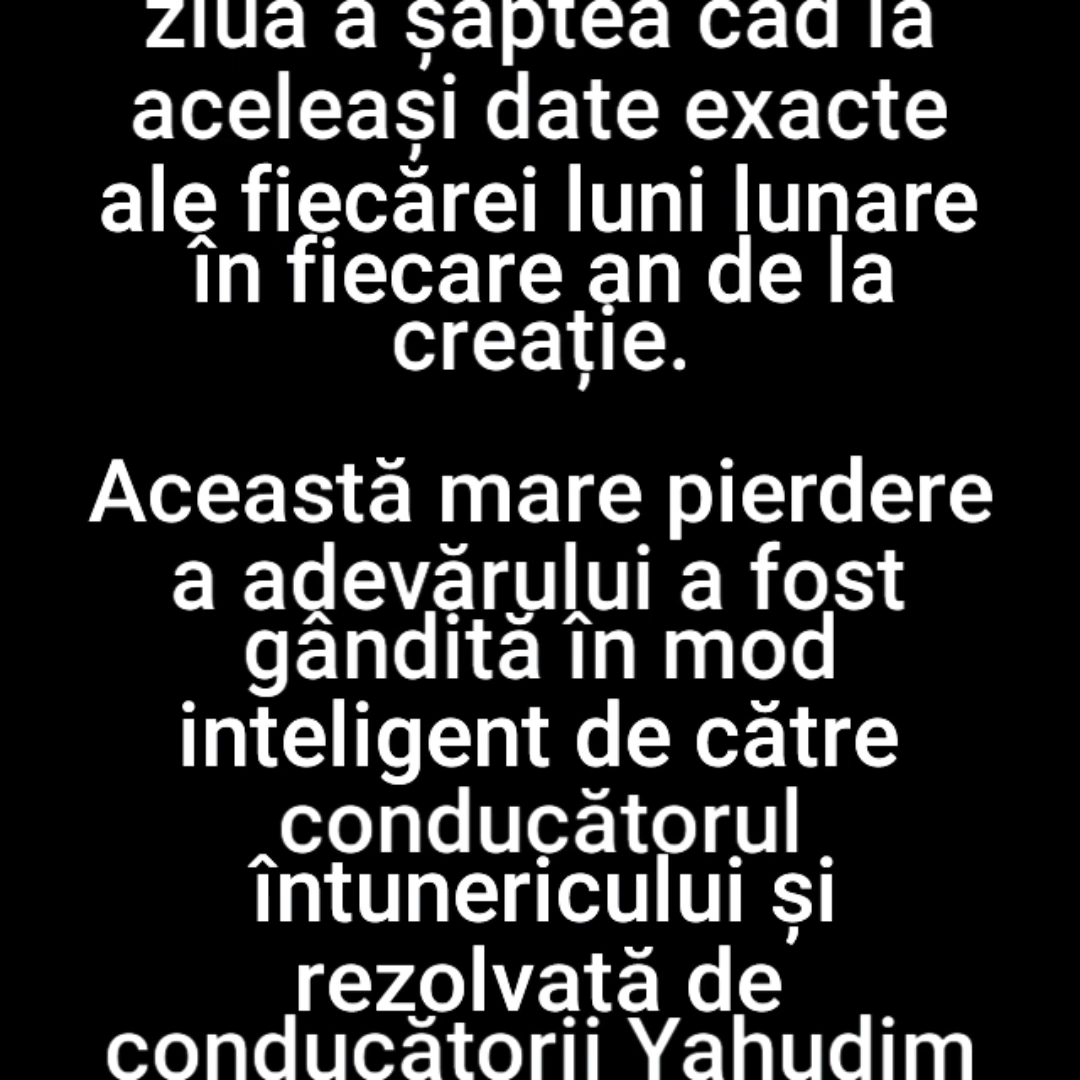 ziua a șaptea cad la
aceleași date exacte
ale fiecărei luni lunare
în fiecare an de la
creație.
Această mare pierdere
a adevărului a fost
gândită în mod
inteligent de către
conducătorul
întunericului și
rezolvată de
conducătorii Yahudim